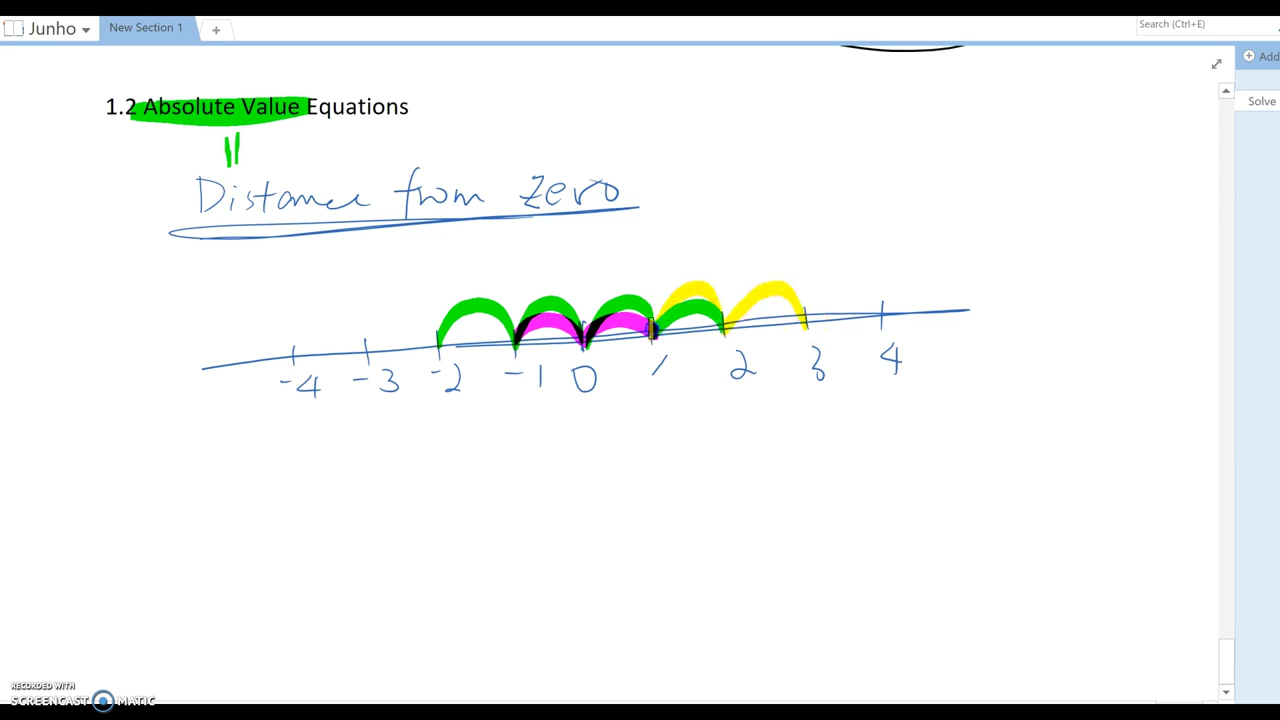 Junho
New Section 1
+
Search (Ctrl+E)
Add
Solve
1.2 Absolute Value Equations
Distance from Zero
-4 -3 -2 -1 0 1 2 3 4
RECORDED WITH
SCREENCAST MATIC